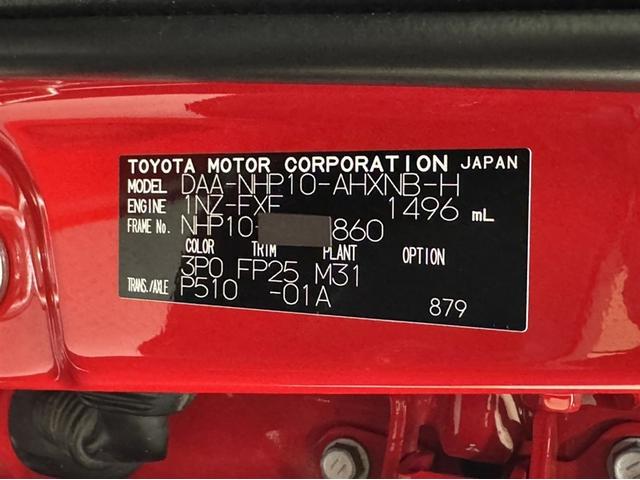 TOYOTA MOTOR CORPORATION JAPAN
MODEL DAA-NHP10-AHXNB-H
ENGINE 1NZ-FXE 1496 mL
FRAME No. NHP10- 860
COLOR TRIM PLANT OPTION
3P0 FP25 M31
TRANS./AXLE P510 -01A
879